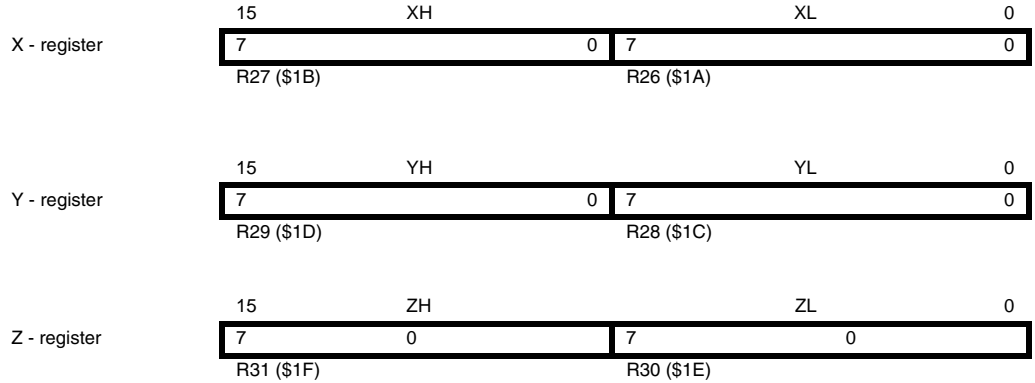 15 XH XL 0
X - register 7 0 7 0
R27 ($1B) R26 ($1A)
15 YH YL 0
Y - register 7 0 7 0
R29 ($1D) R28 ($1C)
15 ZH ZL 0
Z - register 7 0 7 0
R31 ($1F) R30 ($1E)